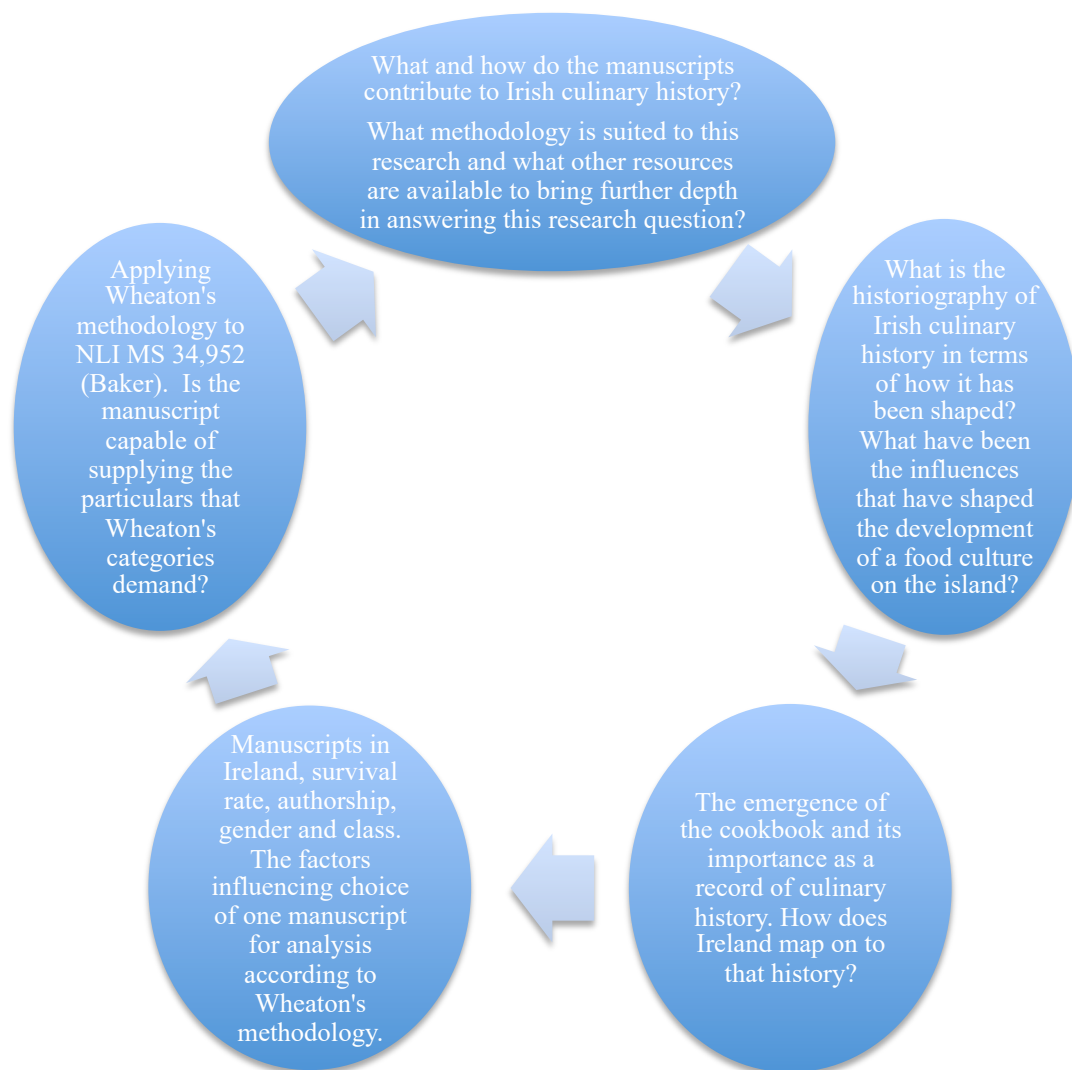 What and how do the manuscripts
contribute to Irish culinary history?
What methodology is suited to this
research and what other resources
are available to bring further depth
in answering this research question?
What is the
historiography of
Irish culinary
history in terms
of how it has
been shaped?
What have been
the influences
that have shaped
the development
of a food culture
on the island?
The emergence of
the cookbook and its
importance as a
record of culinary
history. How does
Ireland map on to
that history?
Manuscripts in
Ireland, survival
rate, authorship,
gender and class.
The factors
influencing choice
of one manuscript
for analysis
according to
Wheaton's
methodology.
Applying
Wheaton's
methodology to
NLI MS 34,952
(Baker).  Is the
manuscript
capable of
supplying the
particulars that
Wheaton's
categories
demand?